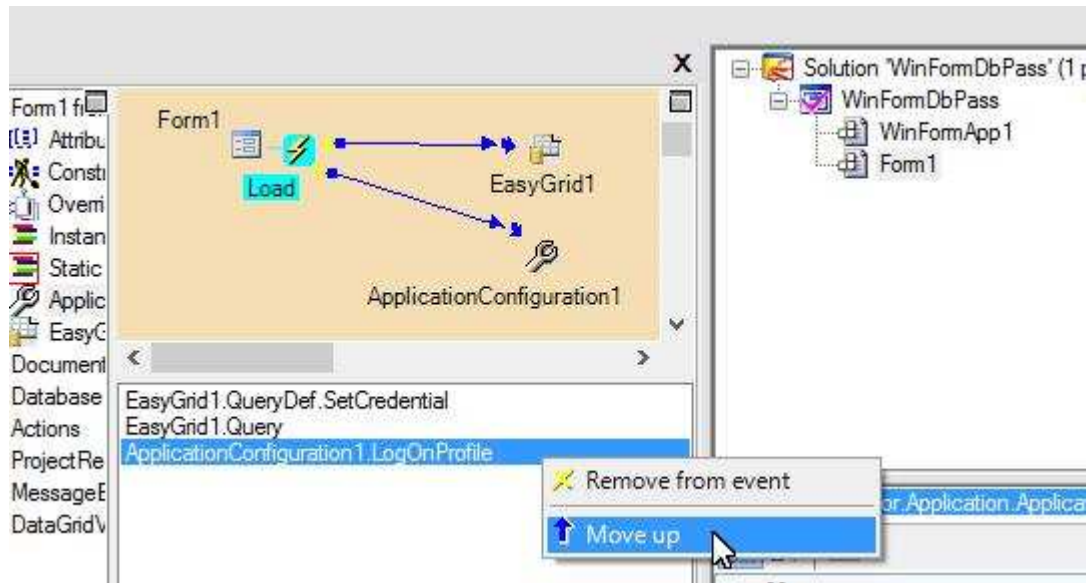 X
Form1
Attribu
Form1
Consti
Load
EasyGrid1
Overri
Instan
Static
Applic
ApplicationConfiguration1
EasyG
Document
Database
Actions
ProjectRe
MessageE
DataGridV
EasyGrid1.QueryDef.SetCredential
EasyGrid1.Query
ApplicationConfiguration1.LogOnProfile
Remove from event
Move up
Solution 'WinFormDbPass' (1 p
WinFormDbPass
WinFormApp1
Form1
or.Application.Applica